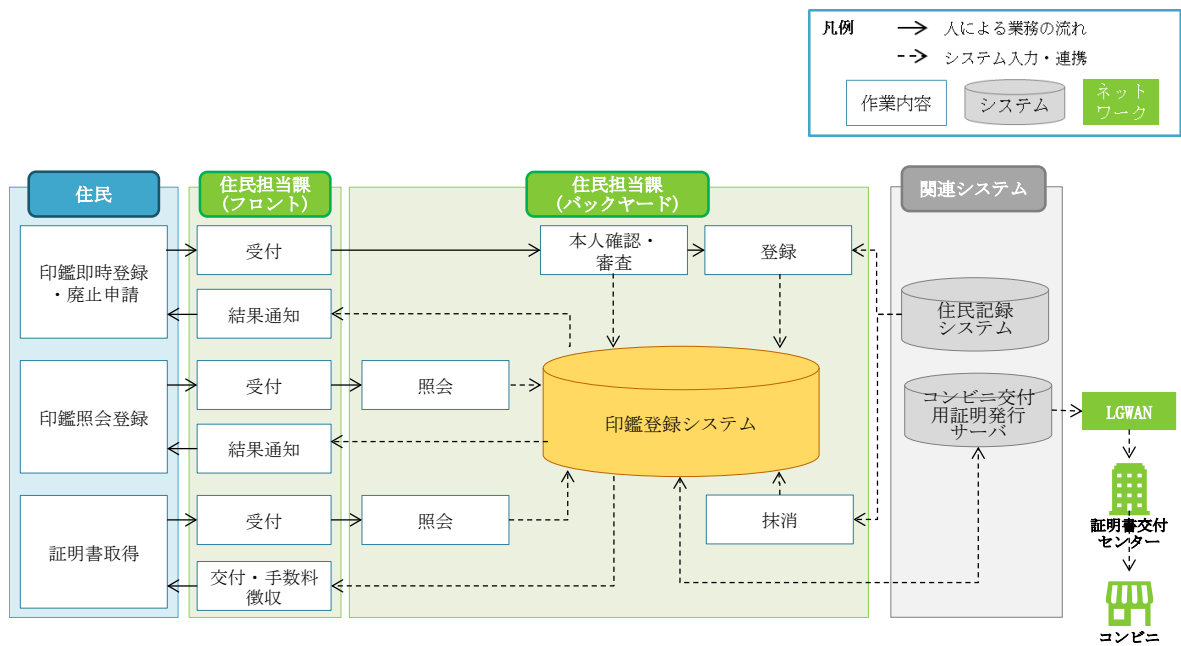 凡例
人による業務の流れ
システム入力・連携
作業内容
システム
ネット
ワーク
住民
住民担当課
(フロント)
住民担当課
(バックヤード)
関連システム
印鑑即時登録
・廃止申請
受付
本人確認・
審査
登録
結果通知
住民記録
システム
印鑑照会登録
受付
照会
印鑑登録システム
コンビニ交付
用証明発行
サーバ
LGWAN
結果通知
証明書取得
受付
照会
抹消
証明書交付
センター
交付・手数料
徴収
コンビニ